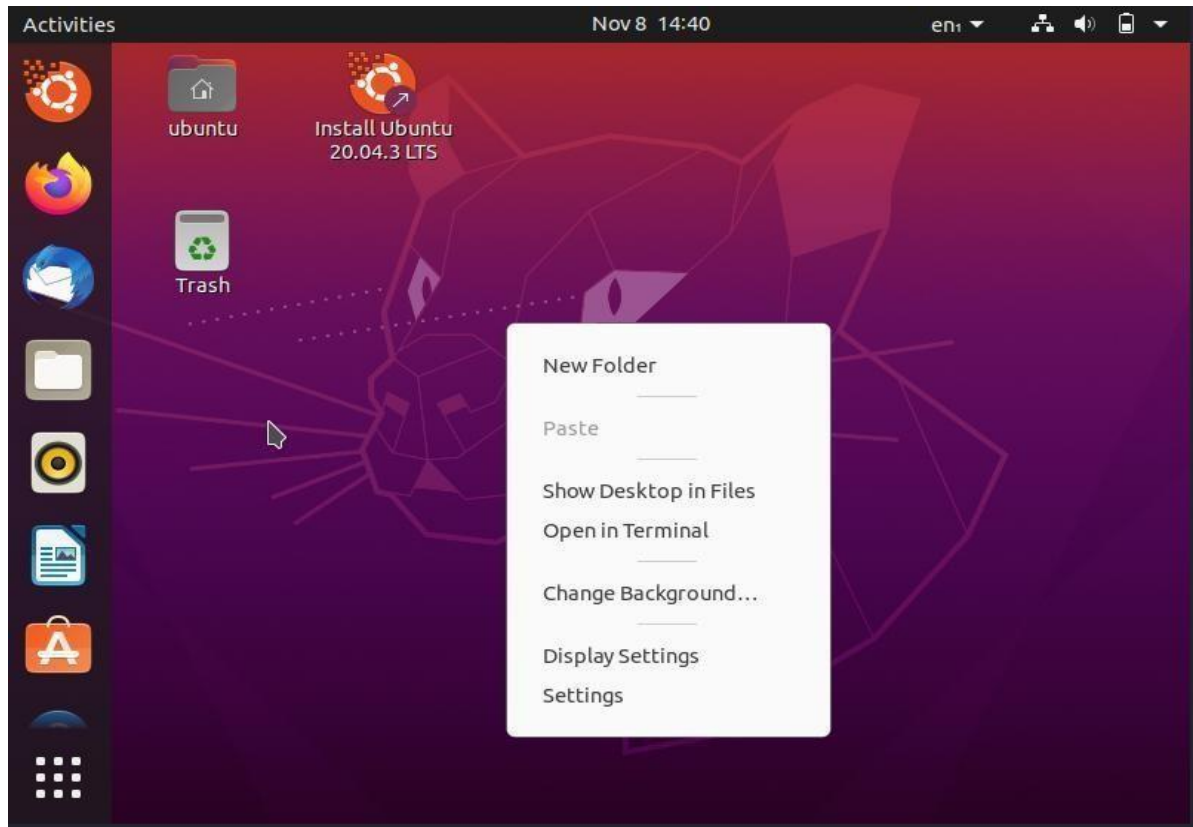 Activities
Nov 8 14:40
en₁
ubuntu
Install Ubuntu
20.04.3 LTS
Trash
New Folder
Paste
Show Desktop in Files
Open in Terminal
Change Background...
Display Settings
Settings